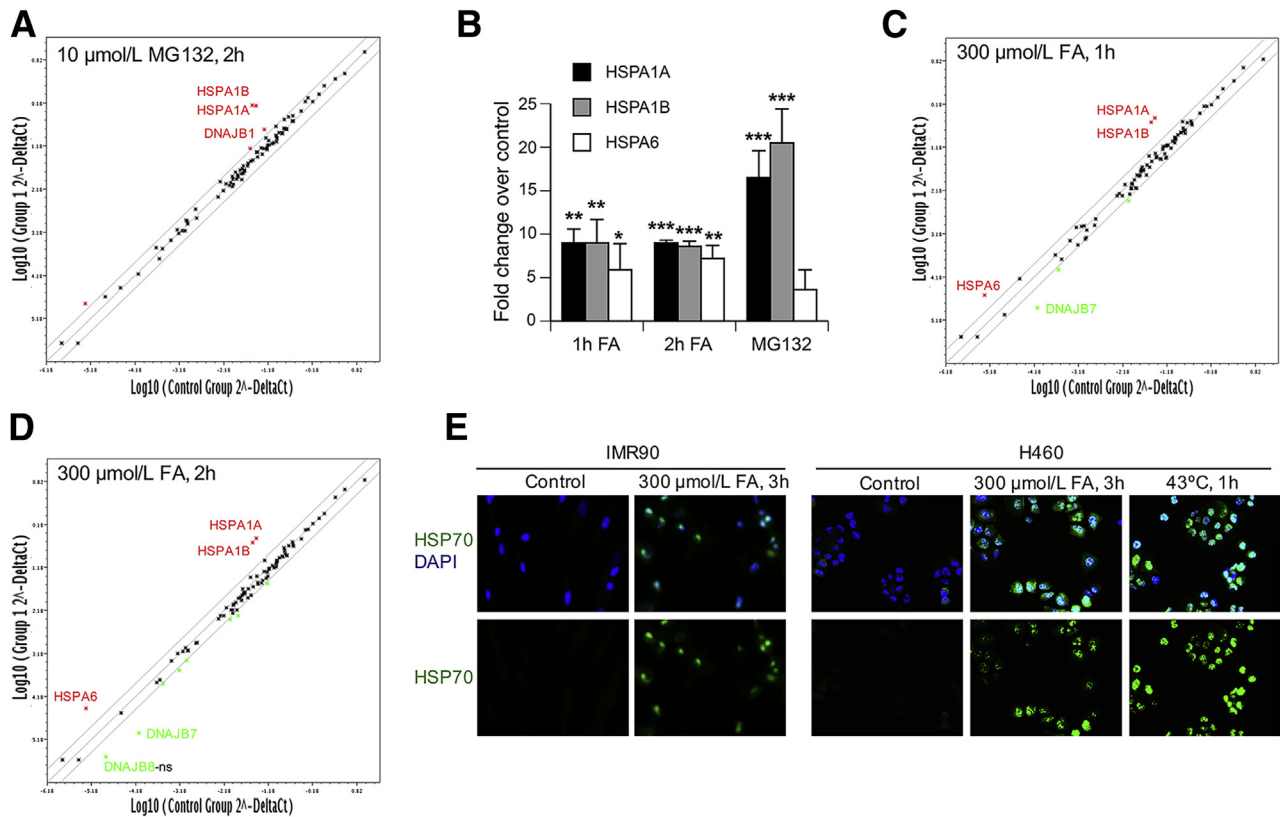 A
10 µmol/L MG132, 2h
HSPA1B
HSPA1A
DNAJB1
Log10 (Group 1 2^-DeltaCt)
Log10 (Control Group 2^-DeltaCt)
B
HSPA1A
HSPA1B
HSPA6
Fold change over control
25
20
15
10
5
0
** ** *
*** *** **
*** ***
1h FA 2h FA MG132
C
300 µmol/L FA, 1h
HSPA1A
HSPA1B
HSPA6
DNAJB7
Log10 (Group 1 2^-DeltaCt)
Log10 (Control Group 2^-DeltaCt)
D
300 µmol/L FA, 2h
HSPA1A
HSPA1B
HSPA6
DNAJB7
DNAJB8-ns
Log10 (Group 1 2^-DeltaCt)
Log10 (Control Group 2^-DeltaCt)
E
IMR90 H460
Control 300 µmol/L FA, 3h Control 300 µmol/L FA, 3h 43ºC, 1h
HSP70
DAPI
HSP70